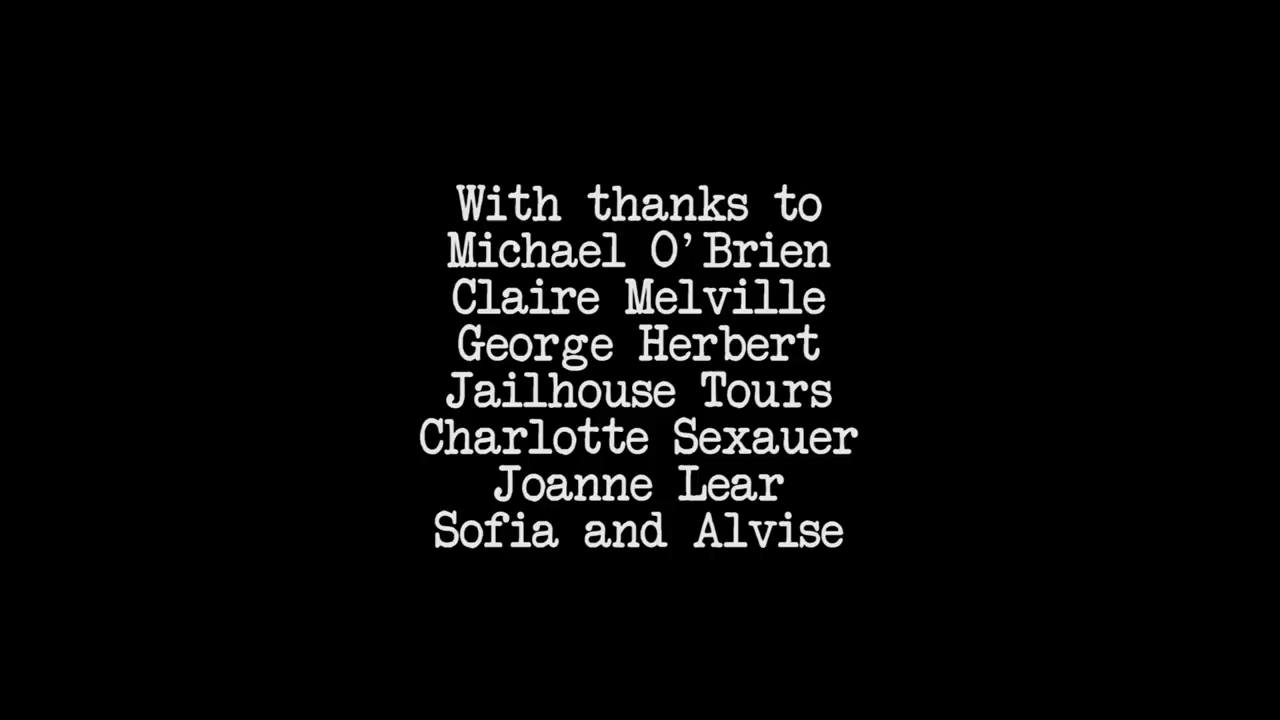 With thanks to
Michael O'Brien
Claire Melville
George Herbert
Jailhouse Tours
Charlotte Sexauer
Joanne Lear
Sofia and Alvise